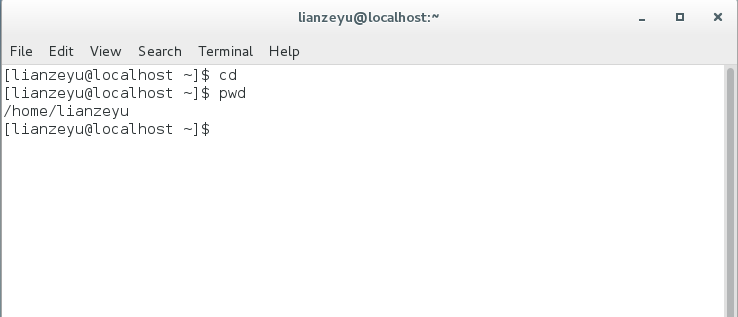 lianzeyu@localhost:~
File Edit View Search Terminal Help
[lianzeyu@localhost ~]$ cd
[lianzeyu@localhost ~]$ pwd
/home/lianzeyu
[lianzeyu@localhost ~]$